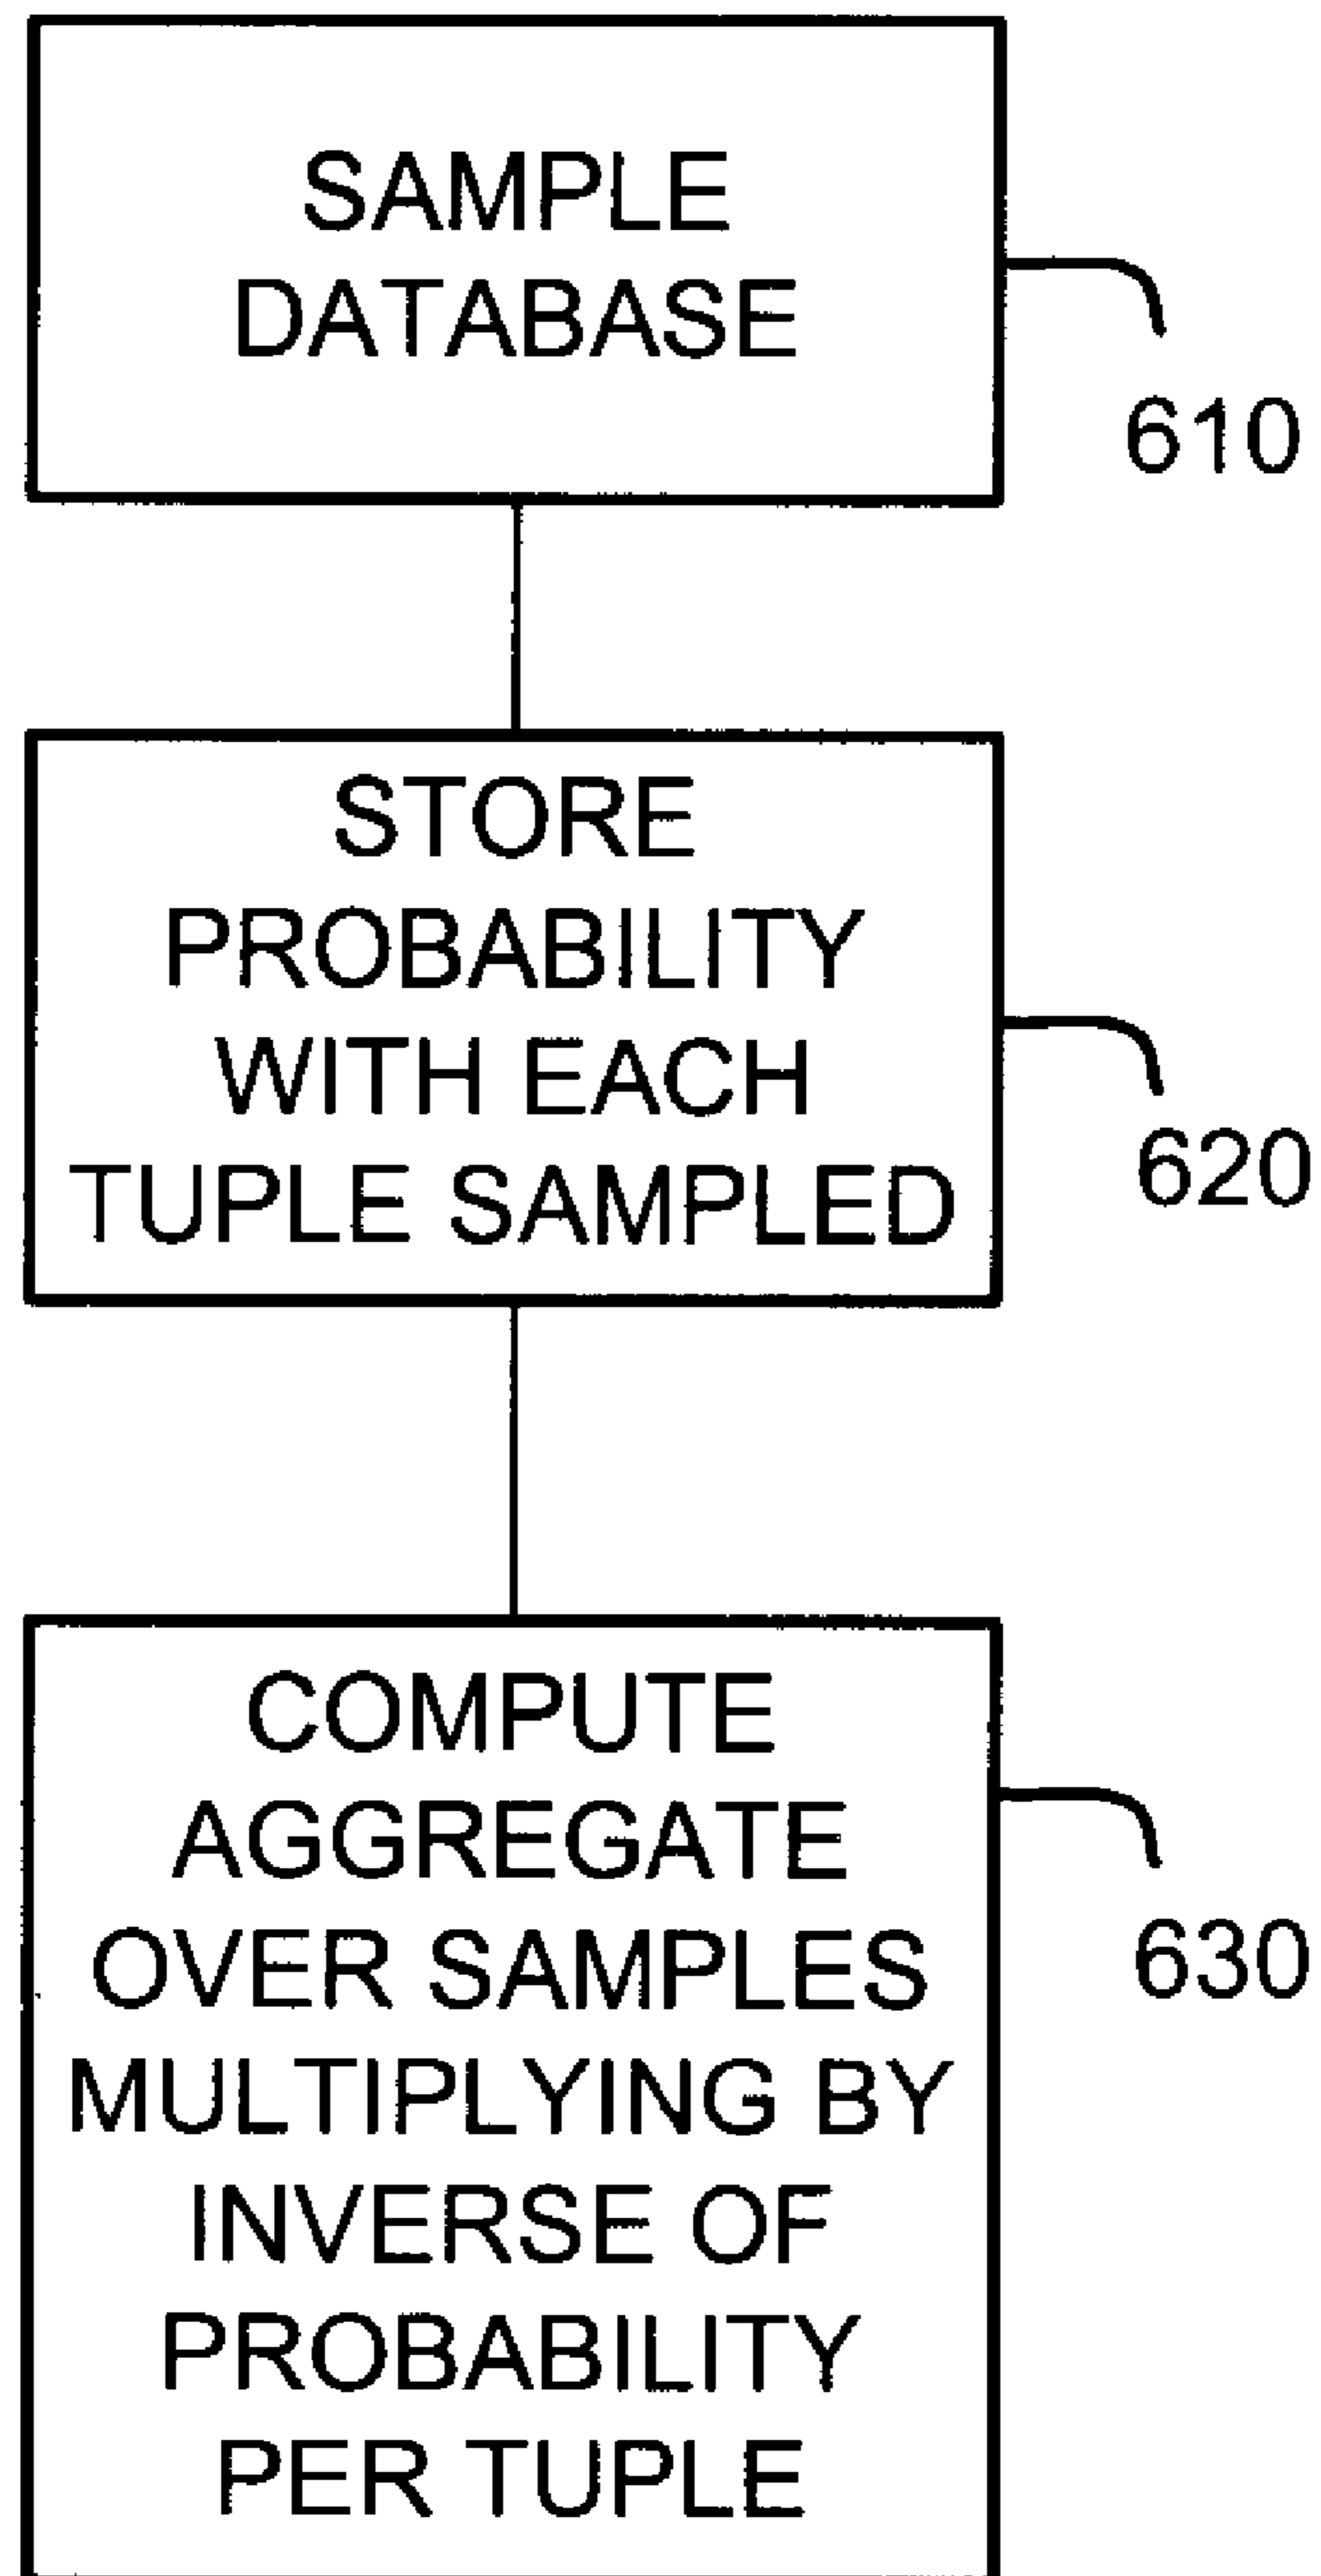 SAMPLE
DATABASE
610
STORE
PROBABILITY
WITH EACH
TUPLE SAMPLED
620
COMPUTE
AGGREGATE
OVER SAMPLES
MULTIPLYING BY
INVERSE OF
PROBABILITY
PER TUPLE
630